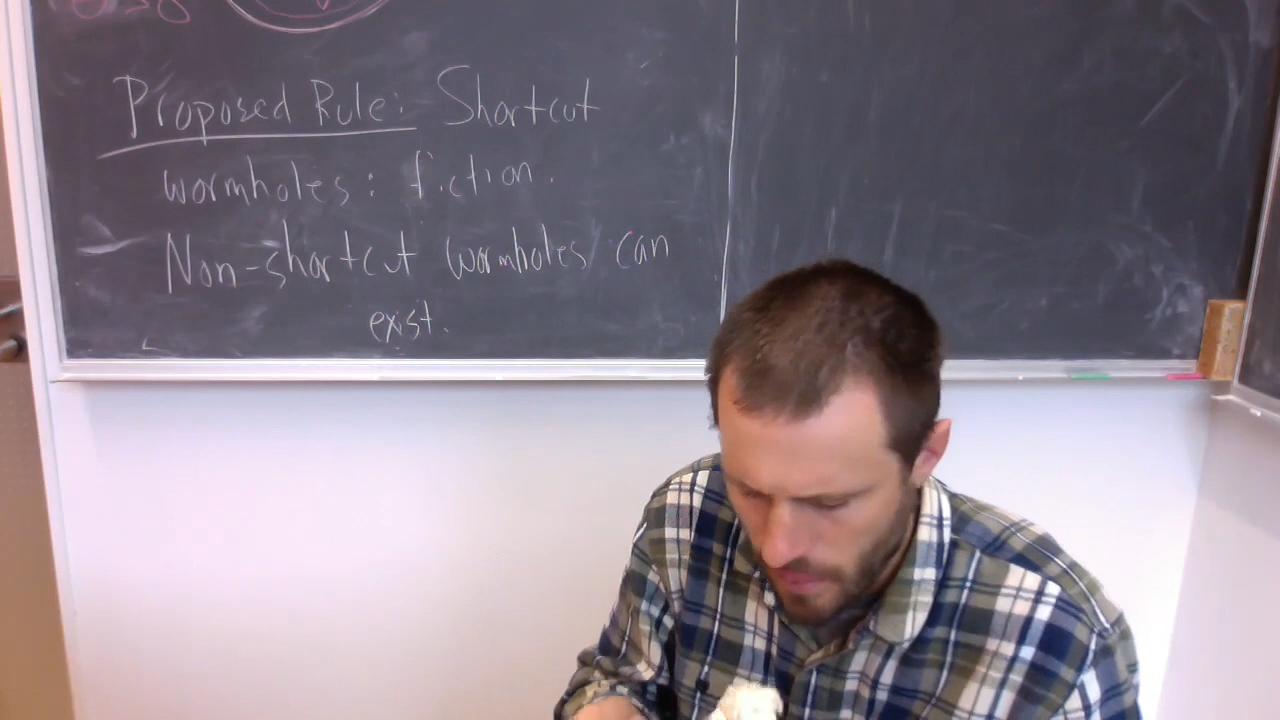 Proposed Rule: Shortcut
wormholes: fiction.
Non-shortcut wormholes can
exist.